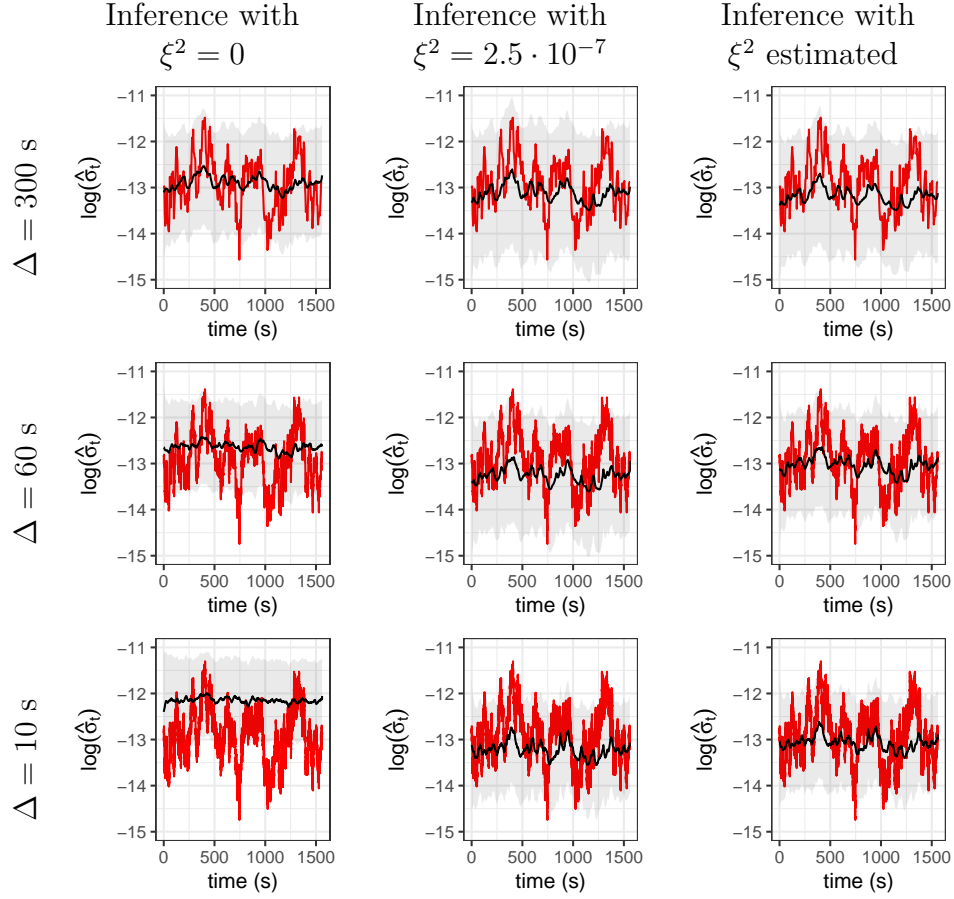 Inference with
ξ² = 0
Inference with
ξ² = 2.5 · 10⁻⁷
Inference with
ξ² estimated
Δ = 300 s
log(σ̂ₜ)
−11
−12
−13
−14
−15
0 500 1000 1500
time (s)
log(σ̂ₜ)
−11
−12
−13
−14
−15
0 500 1000 1500
time (s)
log(σ̂ₜ)
−11
−12
−13
−14
−15
0 500 1000 1500
time (s)
Δ = 60 s
log(σ̂ₜ)
−11
−12
−13
−14
−15
0 500 1000 1500
time (s)
log(σ̂ₜ)
−11
−12
−13
−14
−15
0 500 1000 1500
time (s)
log(σ̂ₜ)
−11
−12
−13
−14
−15
0 500 1000 1500
time (s)
Δ = 10 s
log(σ̂ₜ)
−11
−12
−13
−14
−15
0 500 1000 1500
time (s)
log(σ̂ₜ)
−11
−12
−13
−14
−15
0 500 1000 1500
time (s)
log(σ̂ₜ)
−11
−12
−13
−14
−15
0 500 1000 1500
time (s)